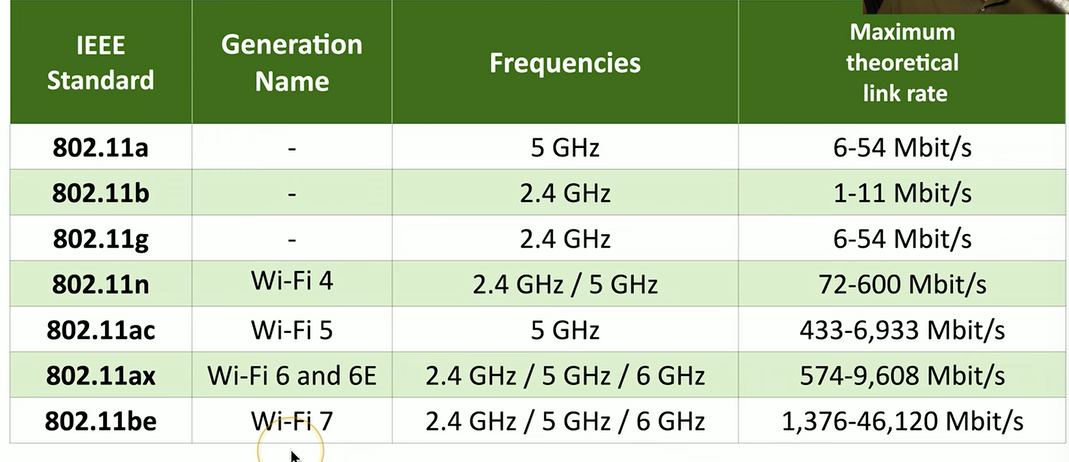 IEEE Standard
Generation Name
Frequencies
Maximum theoretical link rate
802.11a - 5 GHz 6-54 Mbit/s
802.11b - 2.4 GHz 1-11 Mbit/s
802.11g - 2.4 GHz 6-54 Mbit/s
802.11n Wi-Fi 4 2.4 GHz / 5 GHz 72-600 Mbit/s
802.11ac Wi-Fi 5 5 GHz 433-6,933 Mbit/s
802.11ax Wi-Fi 6 and 6E 2.4 GHz / 5 GHz / 6 GHz 574-9,608 Mbit/s
802.11be Wi-Fi 7 2.4 GHz / 5 GHz / 6 GHz 1,376-46,120 Mbit/s